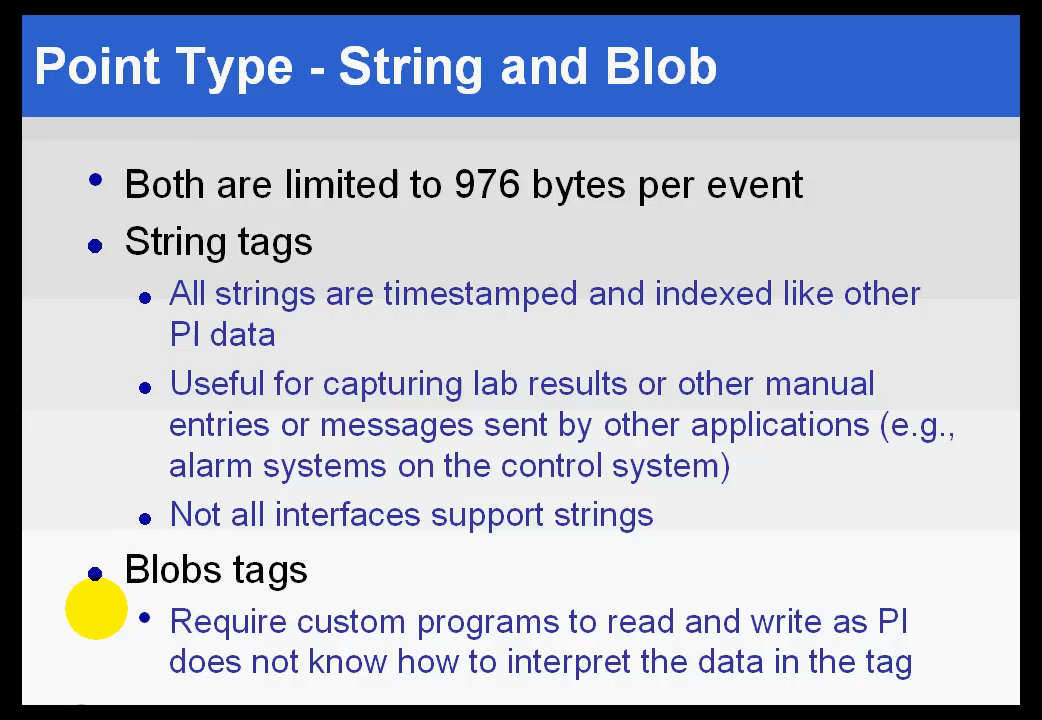 Point Type - String and Blob
Both are limited to 976 bytes per event
String tags
All strings are timestamped and indexed like other
PI data
Useful for capturing lab results or other manual
entries or messages sent by other applications (e.g.,
alarm systems on the control system)
Not all interfaces support strings
Blobs tags
Require custom programs to read and write as PI
does not know how to interpret the data in the tag